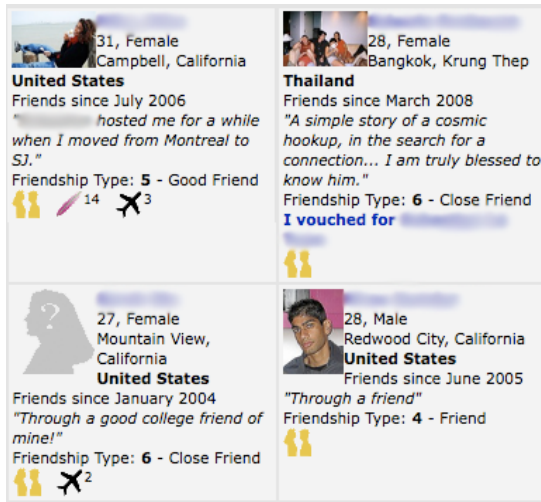 31, Female
Campbell, California
United States
Friends since July 2006
" hosted me for a while
when I moved from Montreal to
SJ."
Friendship Type: 5 - Good Friend
14 3
28, Female
Bangkok, Krung Thep
Thailand
Friends since March 2008
"A simple story of a cosmic
hookup, in the search for a
connection... I am truly blessed to
know him."
Friendship Type: 6 - Close Friend
I vouched for
?
27, Female
Mountain View,
California
United States
Friends since January 2004
"Through a good college friend of
mine!"
Friendship Type: 6 - Close Friend
2
28, Male
Redwood City, California
United States
Friends since June 2005
"Through a friend"
Friendship Type: 4 - Friend